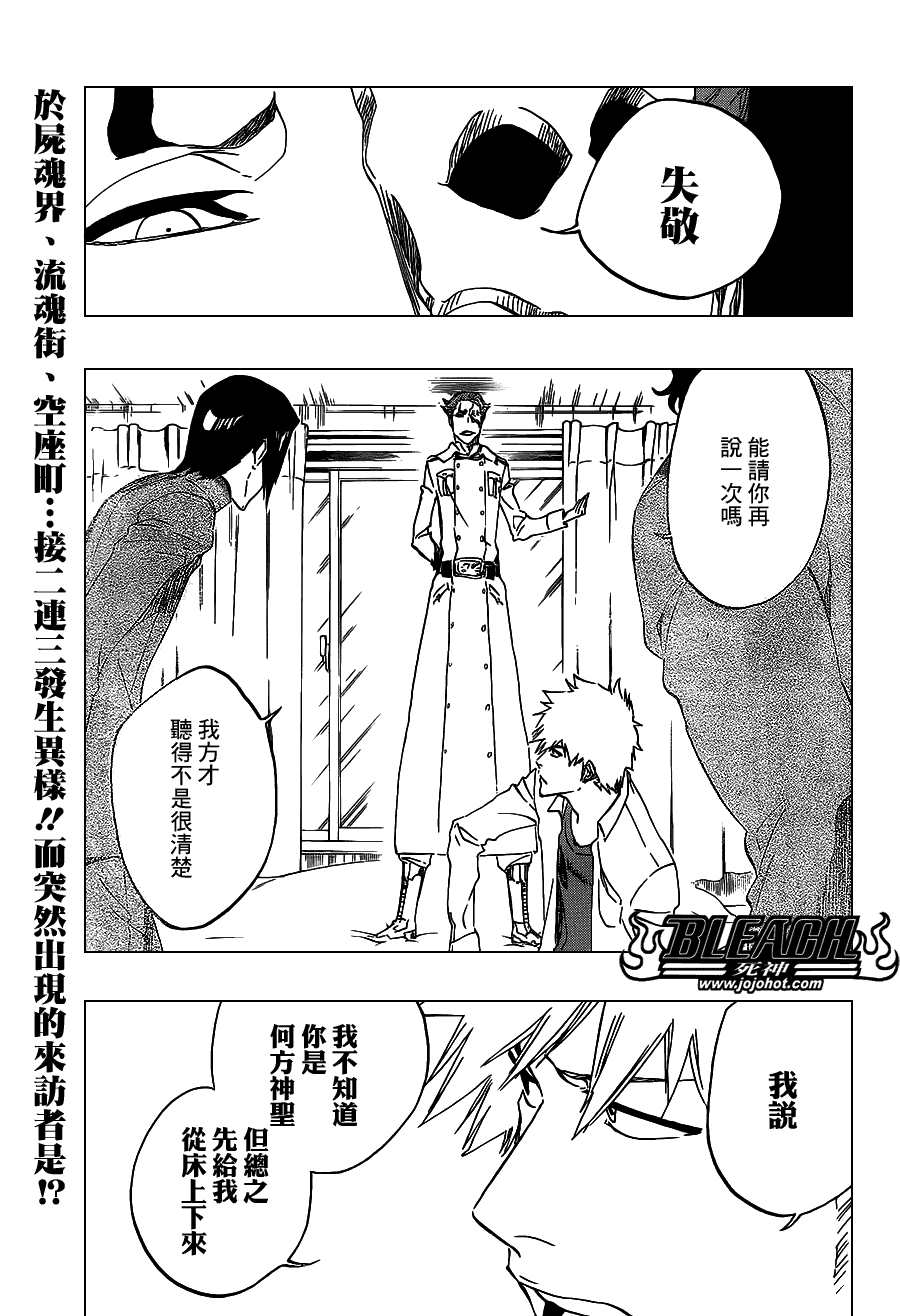 失敬
能請你再
說一次嗎
我方才
聽得不是很清楚
我說
我不知道
你是
何方神聖
但總之
先給我
從床上下來
於屍魂界、流魂街、空座町…接二連三發生異樣!!而突然出現的來訪者是!?
BLEACH
死神
www.jojohot.com